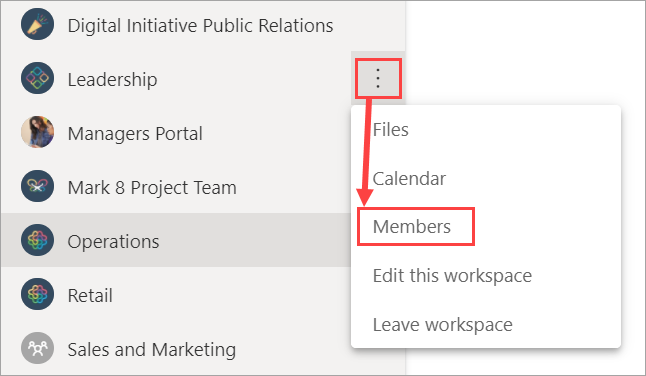 Digital Initiative Public Relations
Leadership
Managers Portal
Mark 8 Project Team
Operations
Retail
Sales and Marketing
Files
Calendar
Members
Edit this workspace
Leave workspace